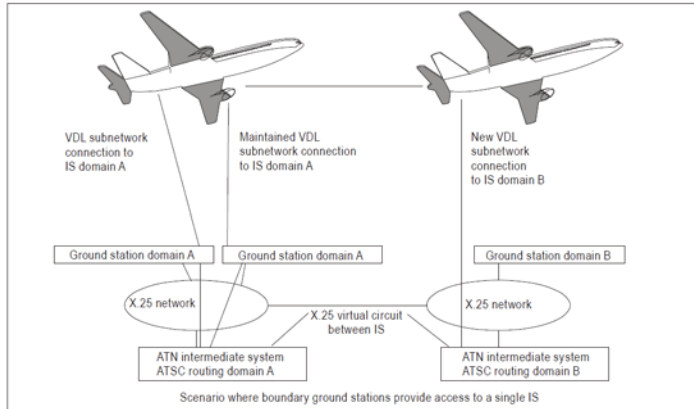 VDL subnetwork
connection to
IS domain A
Maintained VDL
subnetwork connection
to IS domain A
New VDL
subnetwork
connection
to IS domain B
Ground station domain A
Ground station domain A
Ground station domain B
X.25 network
X.25 virtual circuit
between IS
X.25 network
ATN intermediate system
ATSC routing domain A
ATN intermediate system
ATSC routing domain B
Scenario where boundary ground stations provide access to a single IS